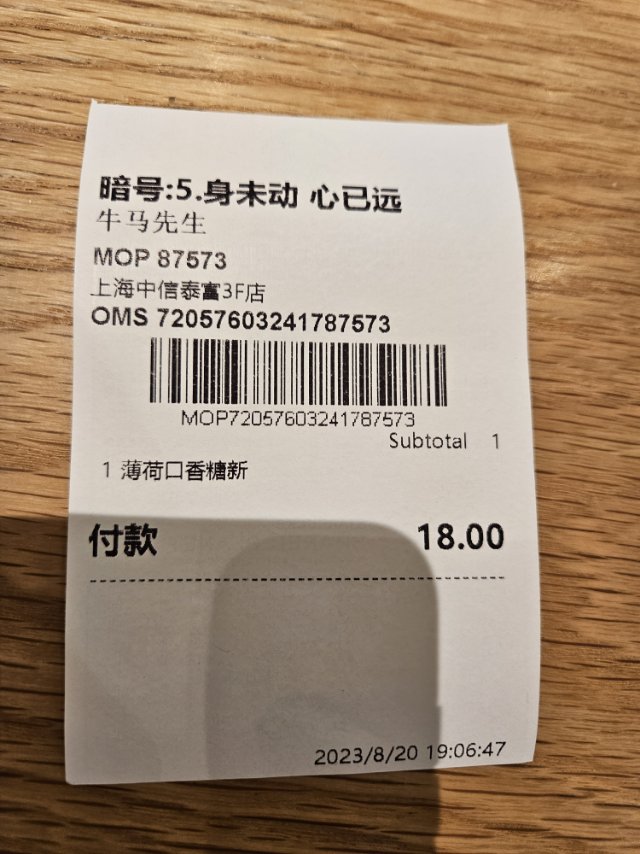 暗号:5.身未动 心已远
牛马先生
MOP 87573
上海中信泰富3F店
OMS 72057603241787573
MOP72057603241787573
Subtotal 1
1 薄荷口香糖新
付款 18.00
2023/8/20 19:06:47